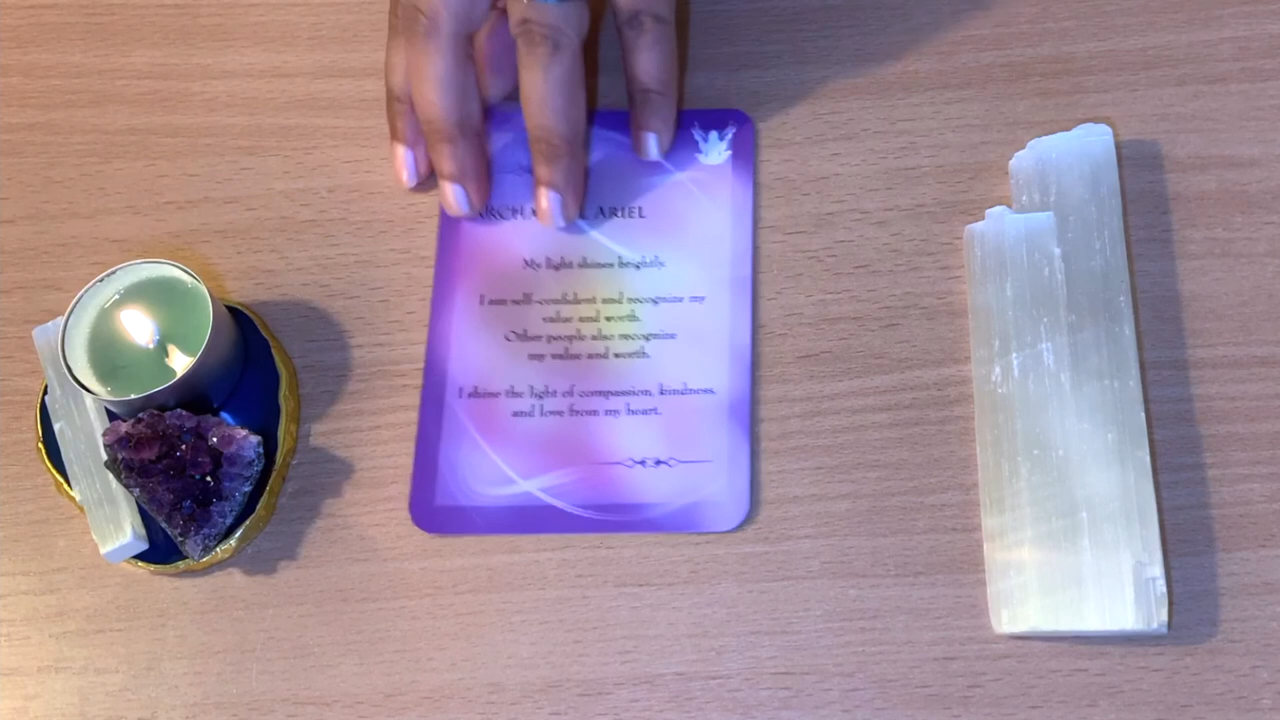 ARIEL
My light shines brightly.
I am self-confident and recognize my
value and worth.
Other people also recognize
my value and worth.
I shine the light of compassion, kindness,
and love from my heart.